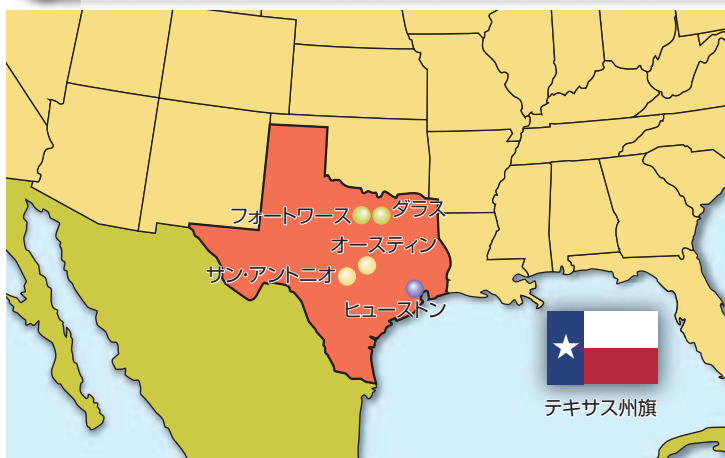 フォートワース
ダラス
オースティン
サン・アントニオ
ヒューストン
テキサス州旗